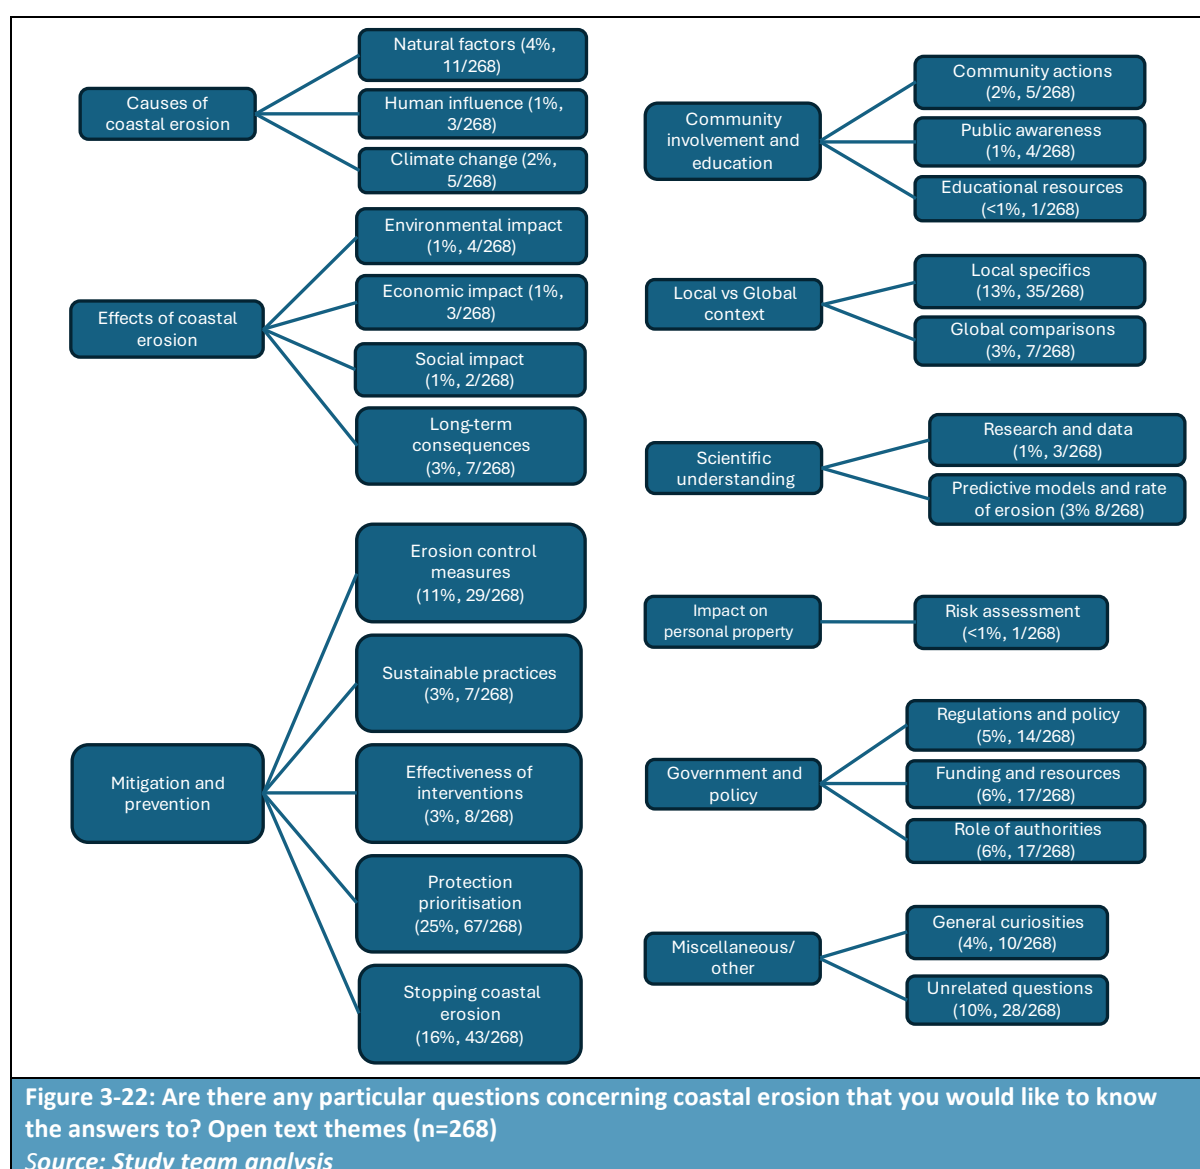 Causes of
coastal erosion
Natural factors (4%,
11/268)
Human influence (1%,
3/268)
Climate change (2%,
5/268)
Effects of coastal
erosion
Environmental impact
(1%, 4/268)
Economic impact (1%,
3/268)
Social impact
(1%, 2/268)
Long-term
consequences
(3%, 7/268)
Mitigation and
prevention
Erosion control
measures
(11%, 29/268)
Sustainable practices
(3%, 7/268)
Effectiveness of
interventions
(3%, 8/268)
Protection
prioritisation
(25%, 67/268)
Stopping coastal
erosion
(16%, 43/268)
Community
involvement and
education
Community actions
(2%, 5/268)
Public awareness
(1%, 4/268)
Educational resources
(<1%, 1/268)
Local vs Global
context
Local specifics
(13%, 35/268)
Global comparisons
(3%, 7/268)
Scientific
understanding
Research and data
(1%, 3/268)
Predictive models and rate
of erosion (3% 8/268)
Impact on
personal property
Risk assessment
(<1%, 1/268)
Government and
policy
Regulations and policy
(5%, 14/268)
Funding and resources
(6%, 17/268)
Role of authorities
(6%, 17/268)
Miscellaneous/
other
General curiosities
(4%, 10/268)
Unrelated questions
(10%, 28/268)
Figure 3-22: Are there any particular questions concerning coastal erosion that you would like to know
the answers to? Open text themes (n=268)
Source: Study team analysis